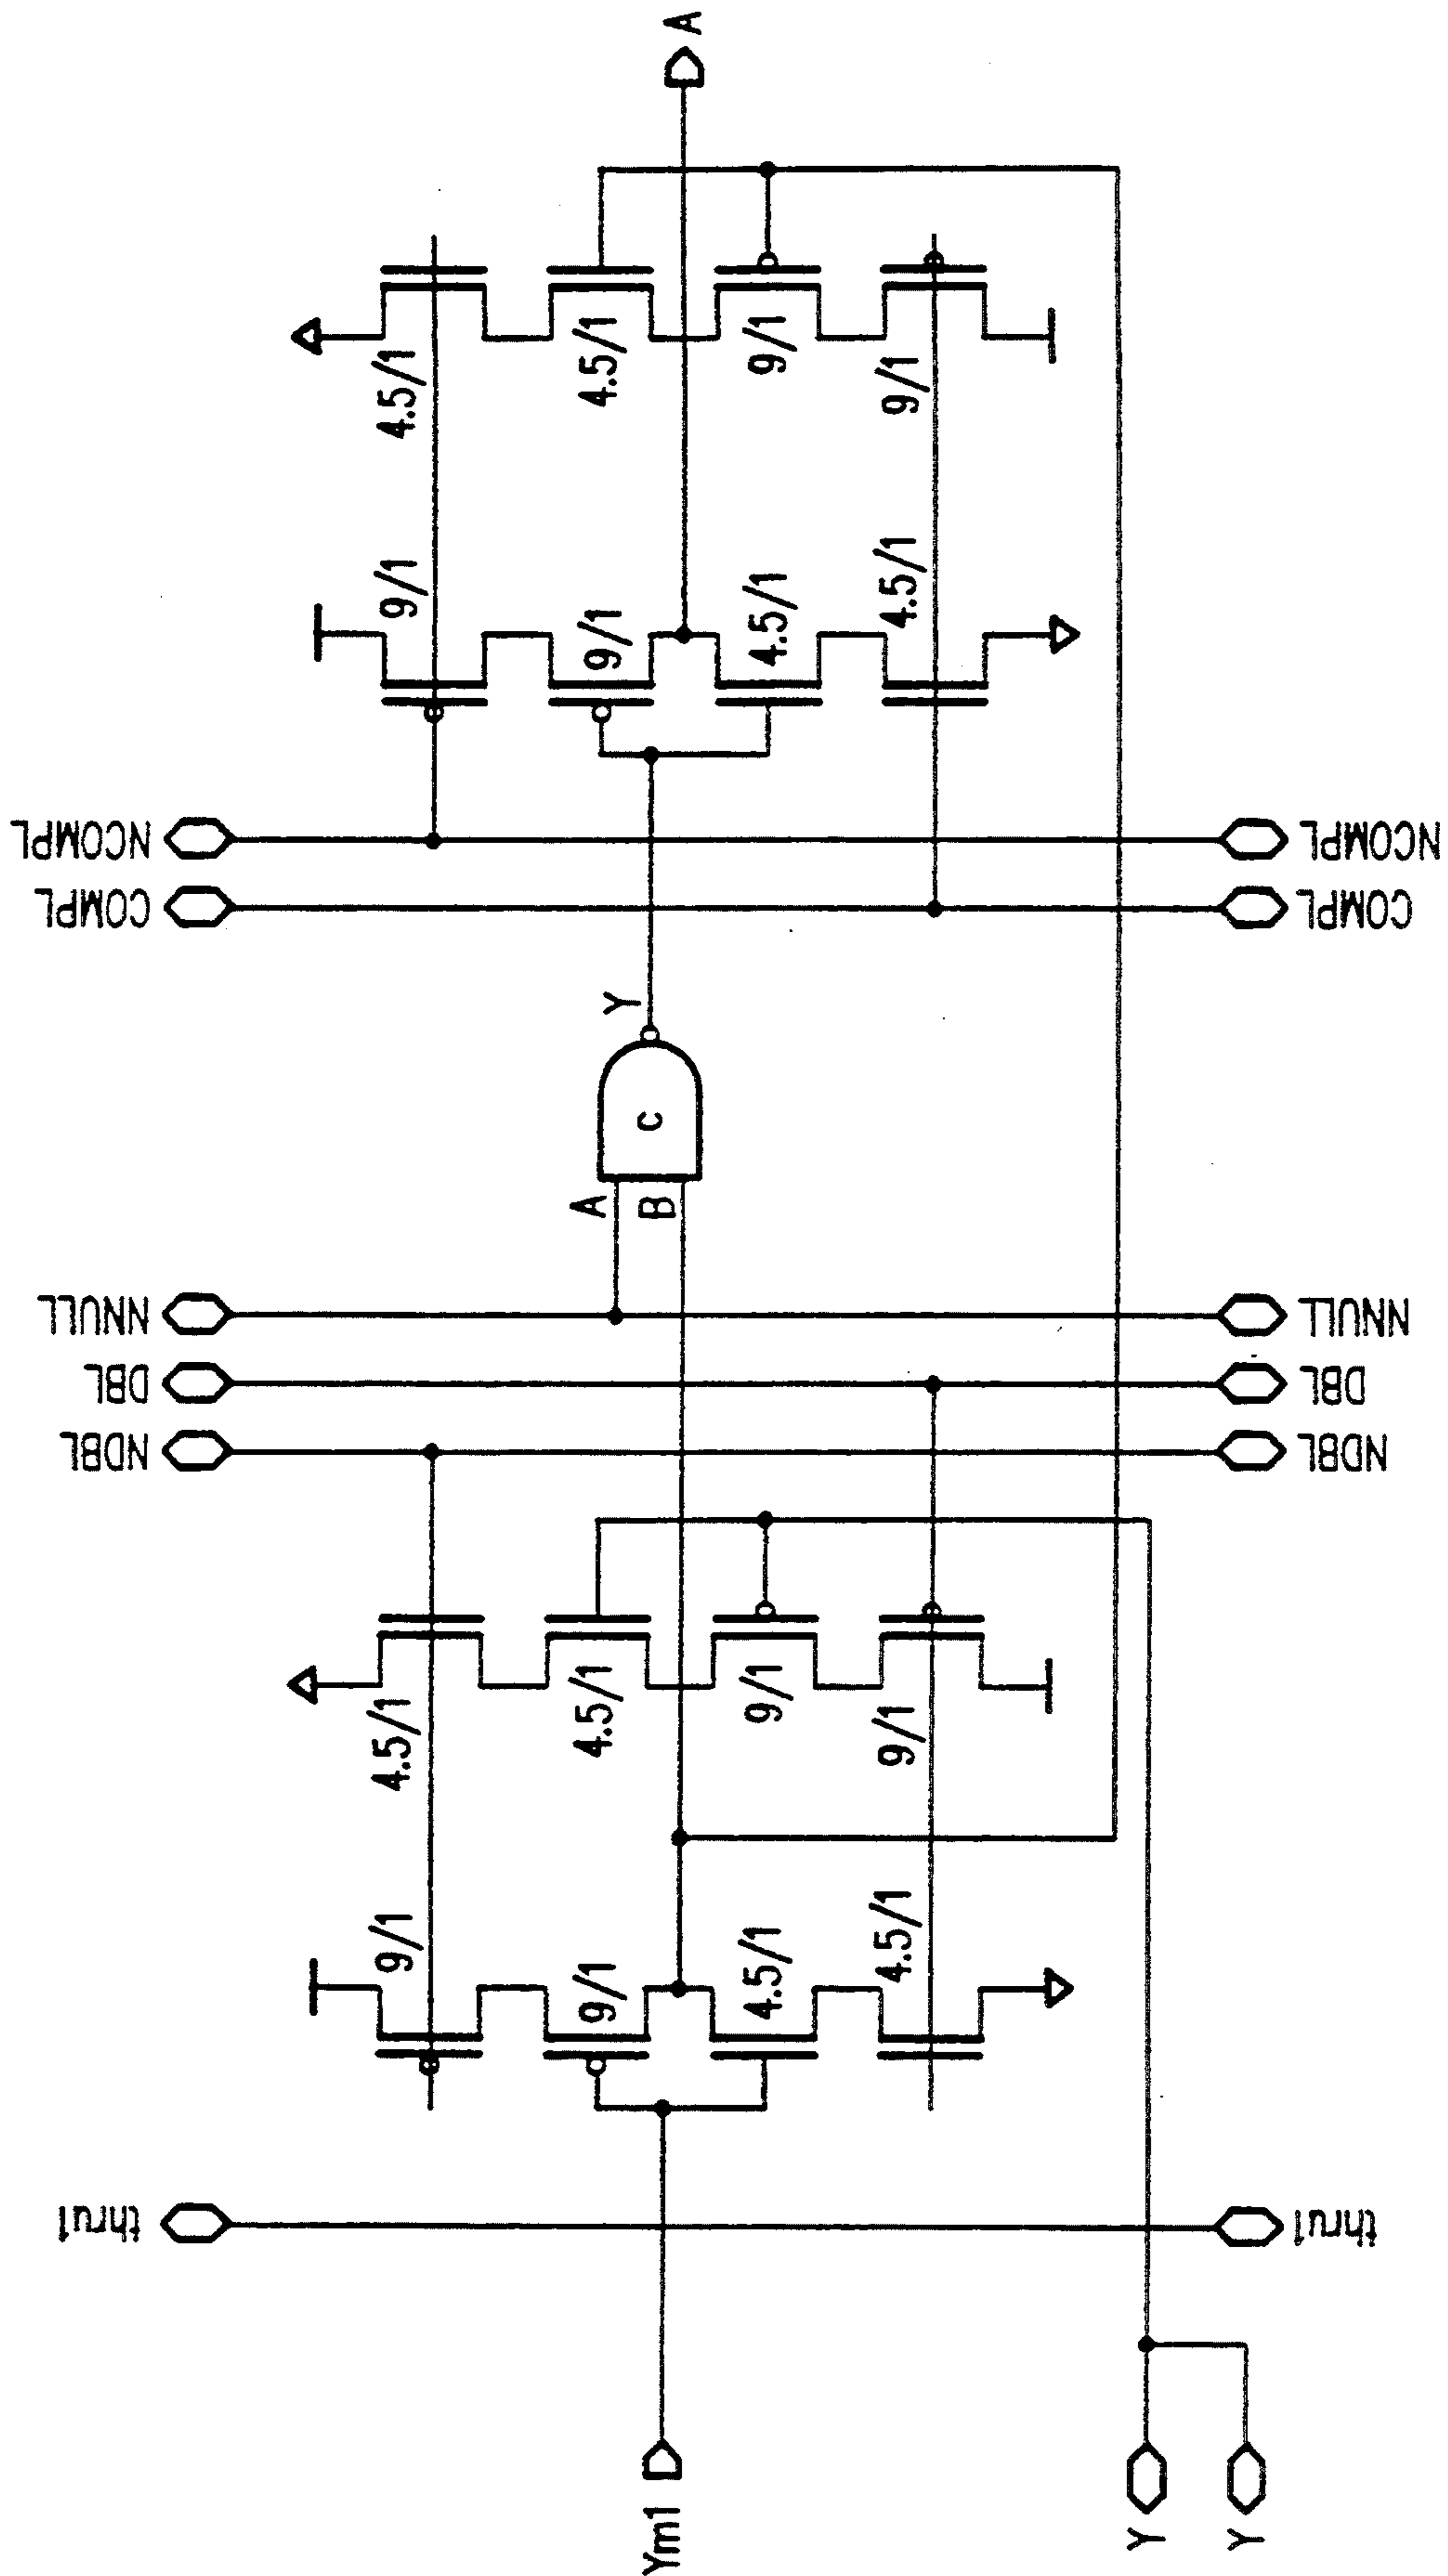 A
4.5/1
4.5/1
9/1
9/1
9/1
9/1
4.5/1
4.5/1
NCOMPL
NCOMPL
COMPL
COMPL
Y
c
A
B
NNULL
NNULL
DBL
DBL
NDBL
NDBL
4.5/1
4.5/1
9/1
9/1
9/1
9/1
4.5/1
4.5/1
thru1
thru1
Ym1
Y
Y